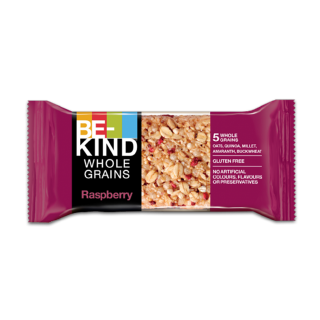 BE-
KIND
WHOLE
GRAINS
Raspberry
5 WHOLE
GRAINS
OATS, QUINOA, MILLET,
AMARANTH, BUCKWHEAT
GLUTEN FREE
NO ARTIFICIAL
COLOURS, FLAVOURS
OR PRESERVATIVES